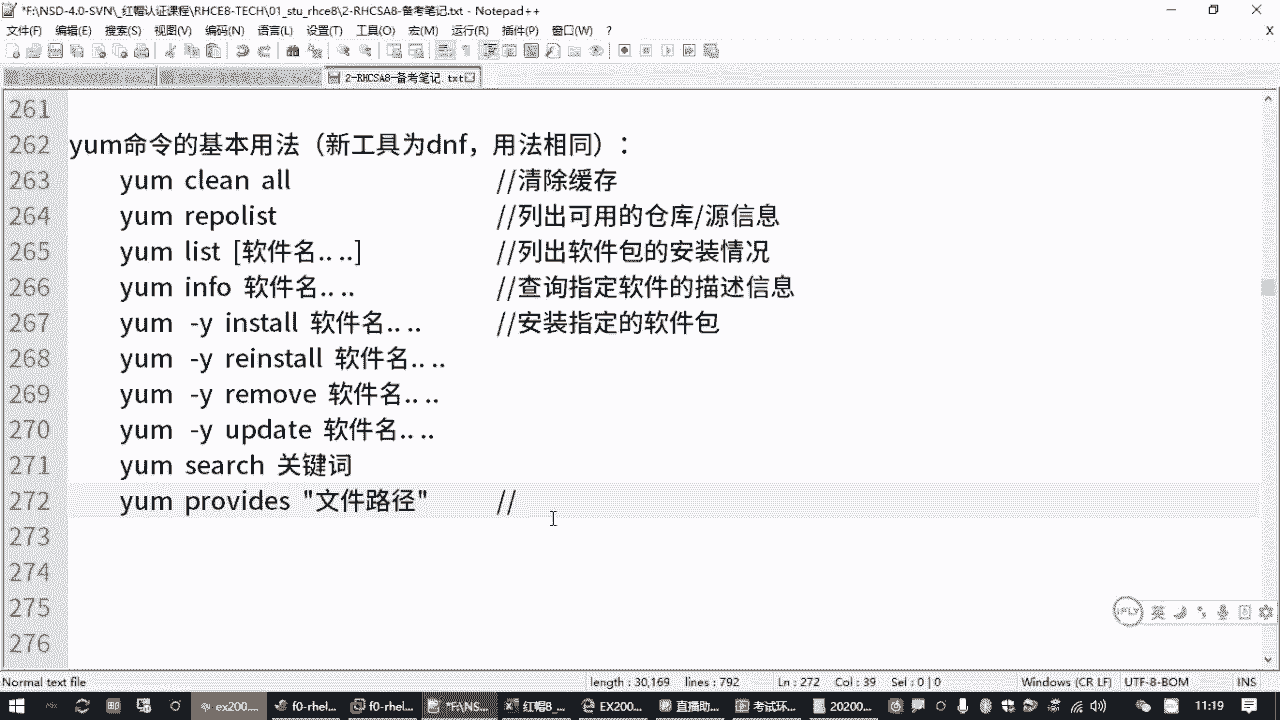 *F:\NSD-4.0-SVN\_红帽认证课程\RHCE8-TECH\01_stu_rhce8\2-RHCSA8-备考笔记.txt - Notepad++
文件(F) 编辑(E) 搜索(S) 视图(V) 编码(N) 语言(L) 设置(T) 工具(O) 宏(M) 运行(R) 插件(P) 窗口(W) ? X
2-RHCSA8-备考笔记.txt
261
262 yum命令的基本用法（新工具为dnf，用法相同）：
263 yum clean all //清除缓存
264 yum repolist //列出可用的仓库/源信息
265 yum list [软件名.. ..] //列出软件包的安装情况
266 yum info 软件名.. .. //查询指定软件的描述信息
267 yum -y install 软件名.. .. //安装指定的软件包
268 yum -y reinstall 软件名.. ..
269 yum -y remove 软件名.. ..
270 yum -y update 软件名.. ..
271 yum search 关键词
272 yum provides "文件路径" //
273
274
275
276
iFLY 英
Normal text file length : 30,169 lines : 792 Ln : 272 Col : 39 Sel : 0 | 0 Windows (CR LF) UTF-8-BOM INS
ex200... f0-rhel... f0-rhel... *F:\NS... 红帽8_... EX200... 直播助... 考试环... 20200... 11:19